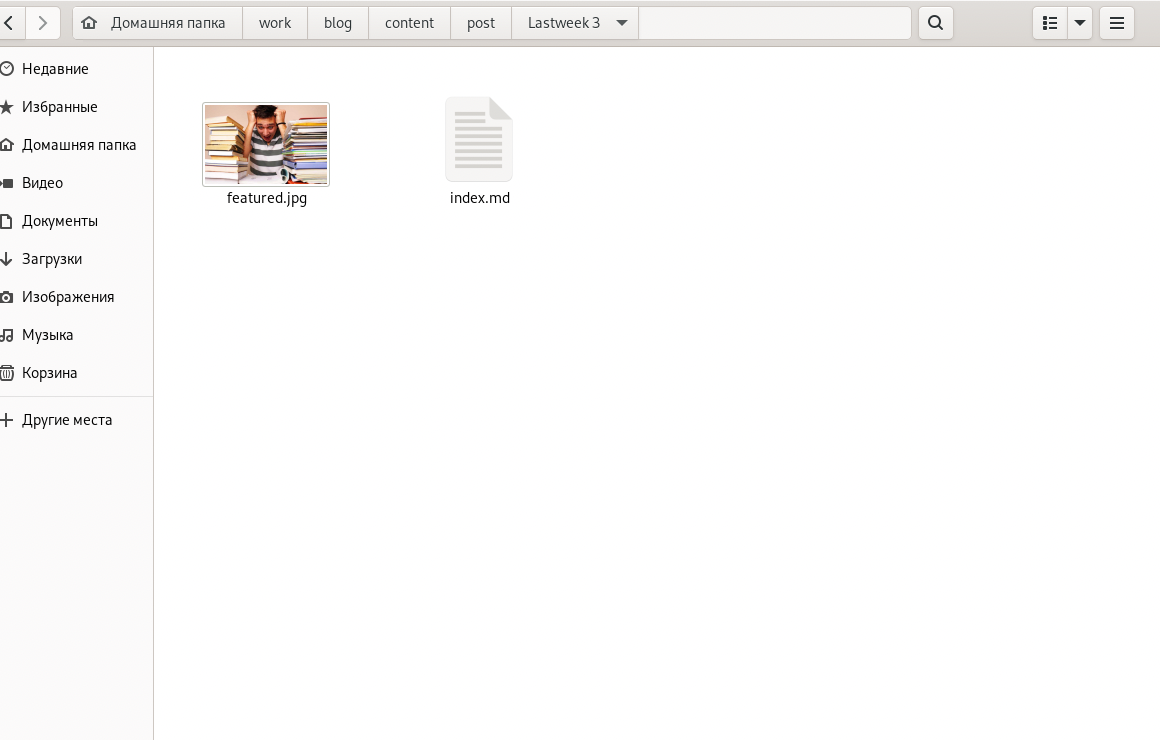 Домашняя папка work blog content post Lastweek 3
Недавние
Избранные
Домашняя папка
Видео
Документы
Загрузки
Изображения
Музыка
Корзина
Другие места
featured.jpg index.md